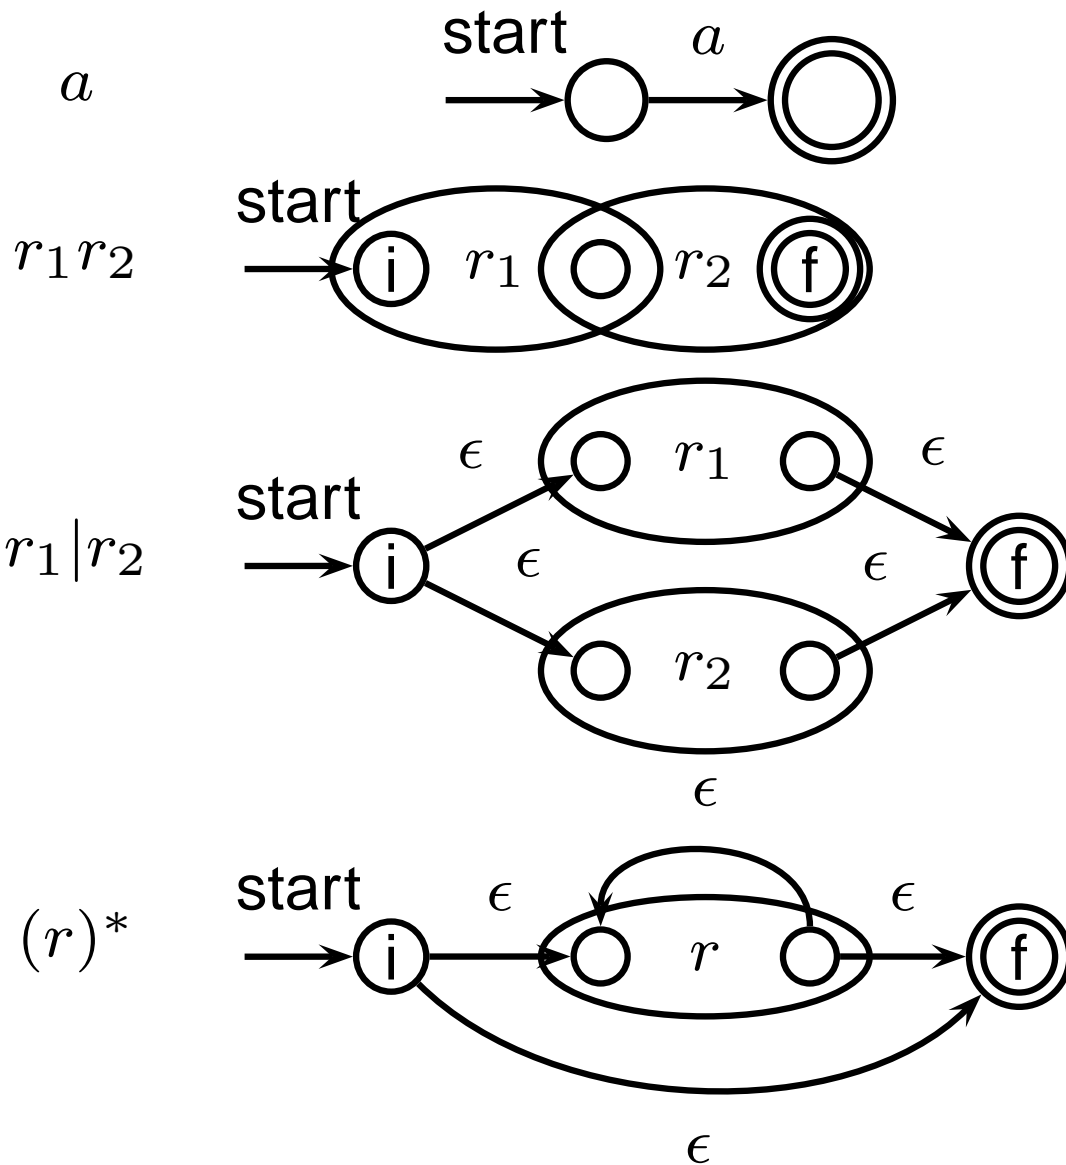 start a
a
start
r₁r₂ i r₁ r₂ f
r₁
ϵ ϵ
start
ϵ ϵ
r₁|r₂ i f
r₂
ϵ
start ϵ ϵ
(r)* i r f
ϵ